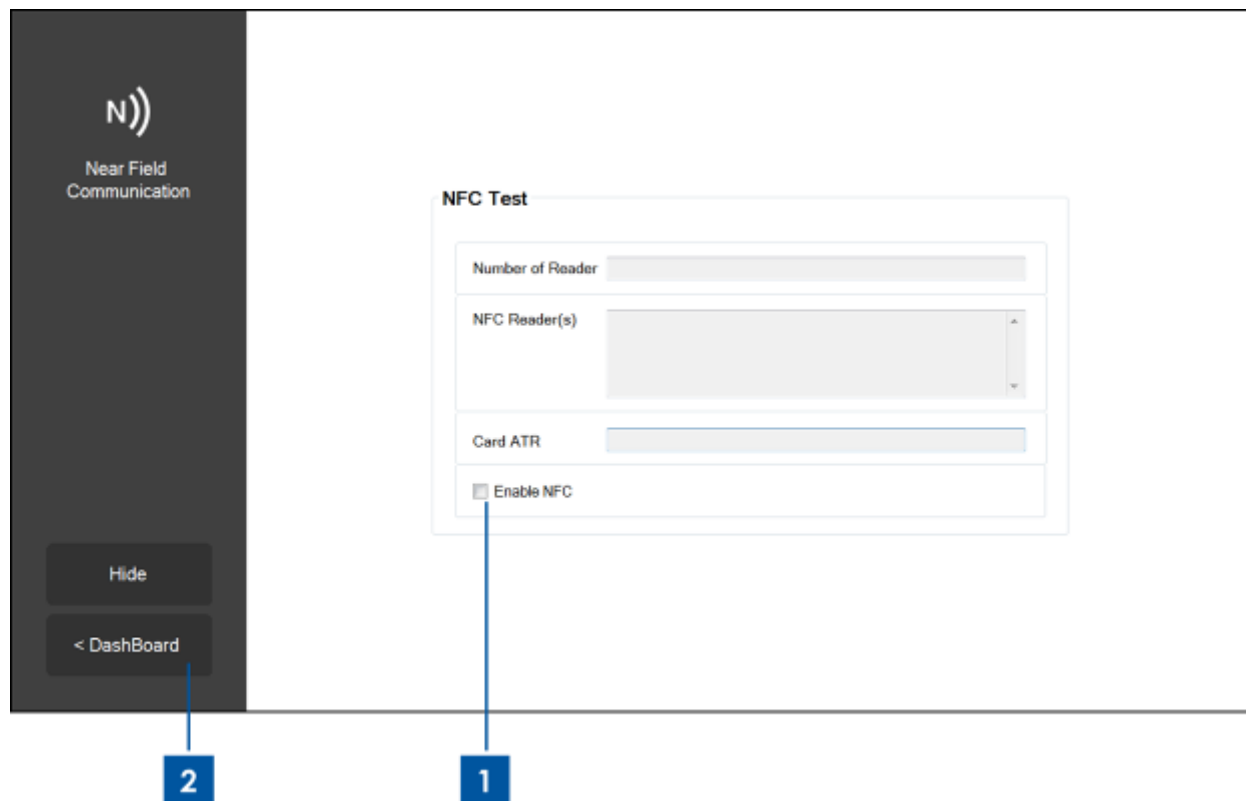 N
Near Field
Communication
NFC Test
Number of Reader
NFC Reader(s)
Card ATR
Enable NFC
Hide
< DashBoard
2
1